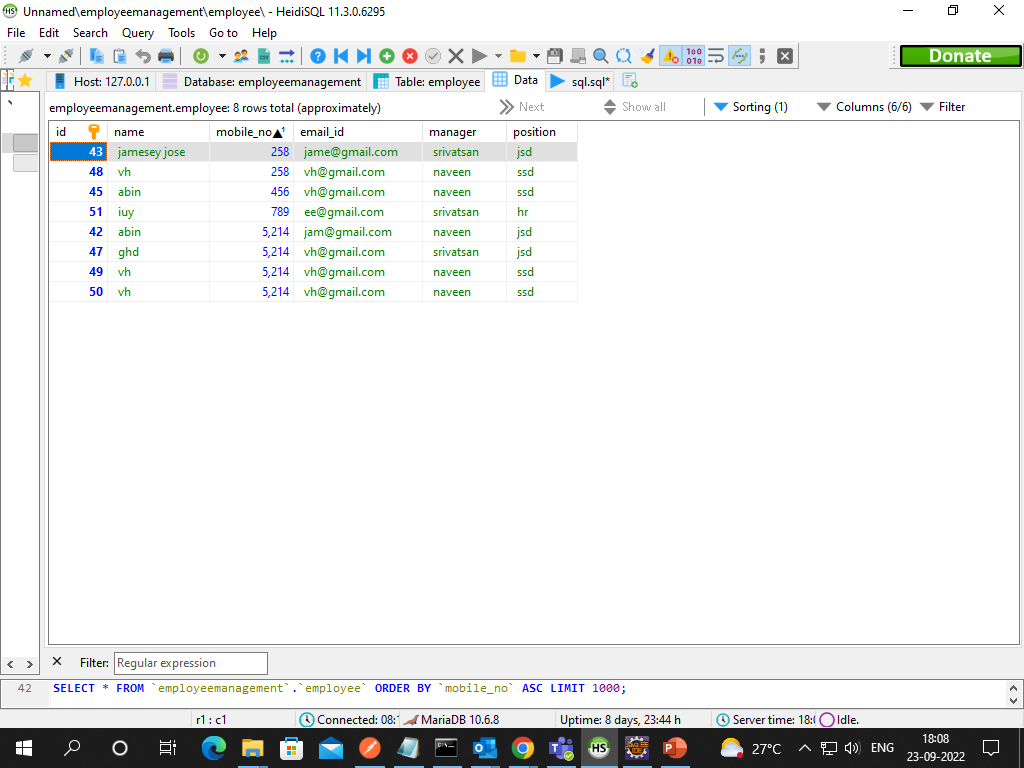 Unnamed\employeemanagement\employee\ - HeidiSQL 11.3.0.6295
File Edit Search Query Tools Go to Help
Donate
Host: 127.0.0.1 Database: employeemanagement Table: employee Data sql.sql*
employeemanagement.employee: 8 rows total (approximately) Next Show all Sorting (1) Columns (6/6) Filter
id name mobile_no 1 email_id manager position
43 jamesey jose 258 jame@gmail.com srivatsan jsd
48 vh 258 vh@gmail.com naveen ssd
45 abin 456 vh@gmail.com naveen ssd
51 iuy 789 ee@gmail.com srivatsan hr
42 abin 5,214 jam@gmail.com naveen jsd
47 ghd 5,214 vh@gmail.com srivatsan jsd
49 vh 5,214 vh@gmail.com naveen ssd
50 vh 5,214 vh@gmail.com naveen ssd
Filter: Regular expression
42 SELECT * FROM `employeemanagement`.`employee` ORDER BY `mobile_no` ASC LIMIT 1000;
r1 : c1 Connected: 08: MariaDB 10.6.8 Uptime: 8 days, 23:44 h Server time: 18: Idle.
HS 27°C ENG 18:08
23-09-2022